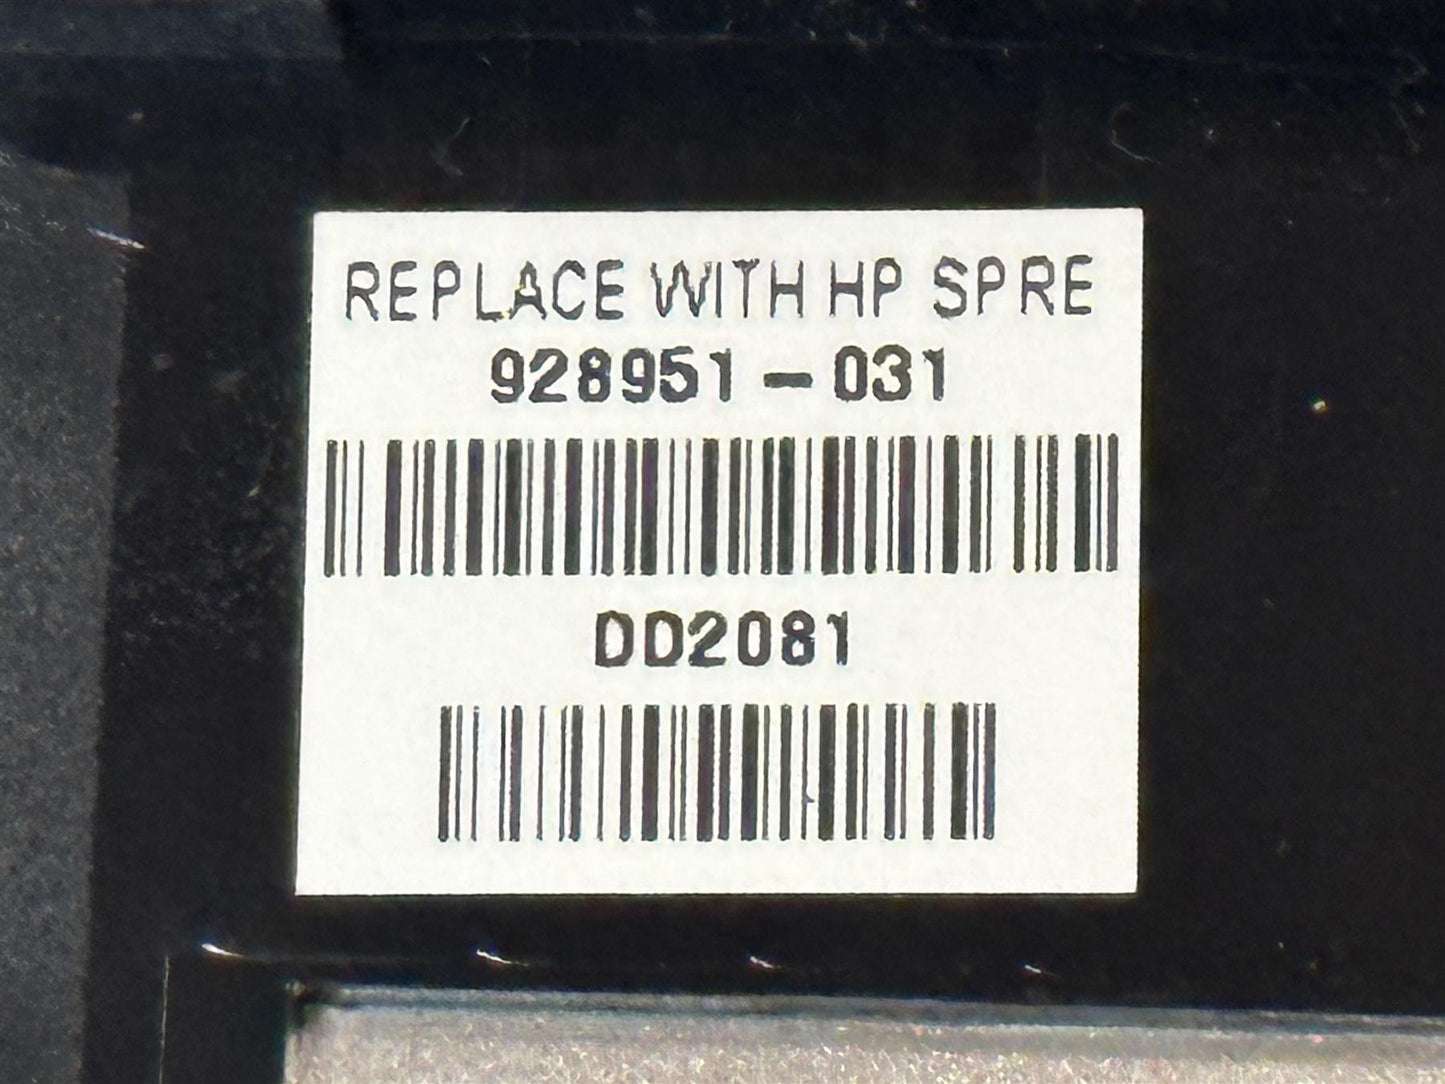 REPLACE WITH HP SPRE
928951-031
DD2081